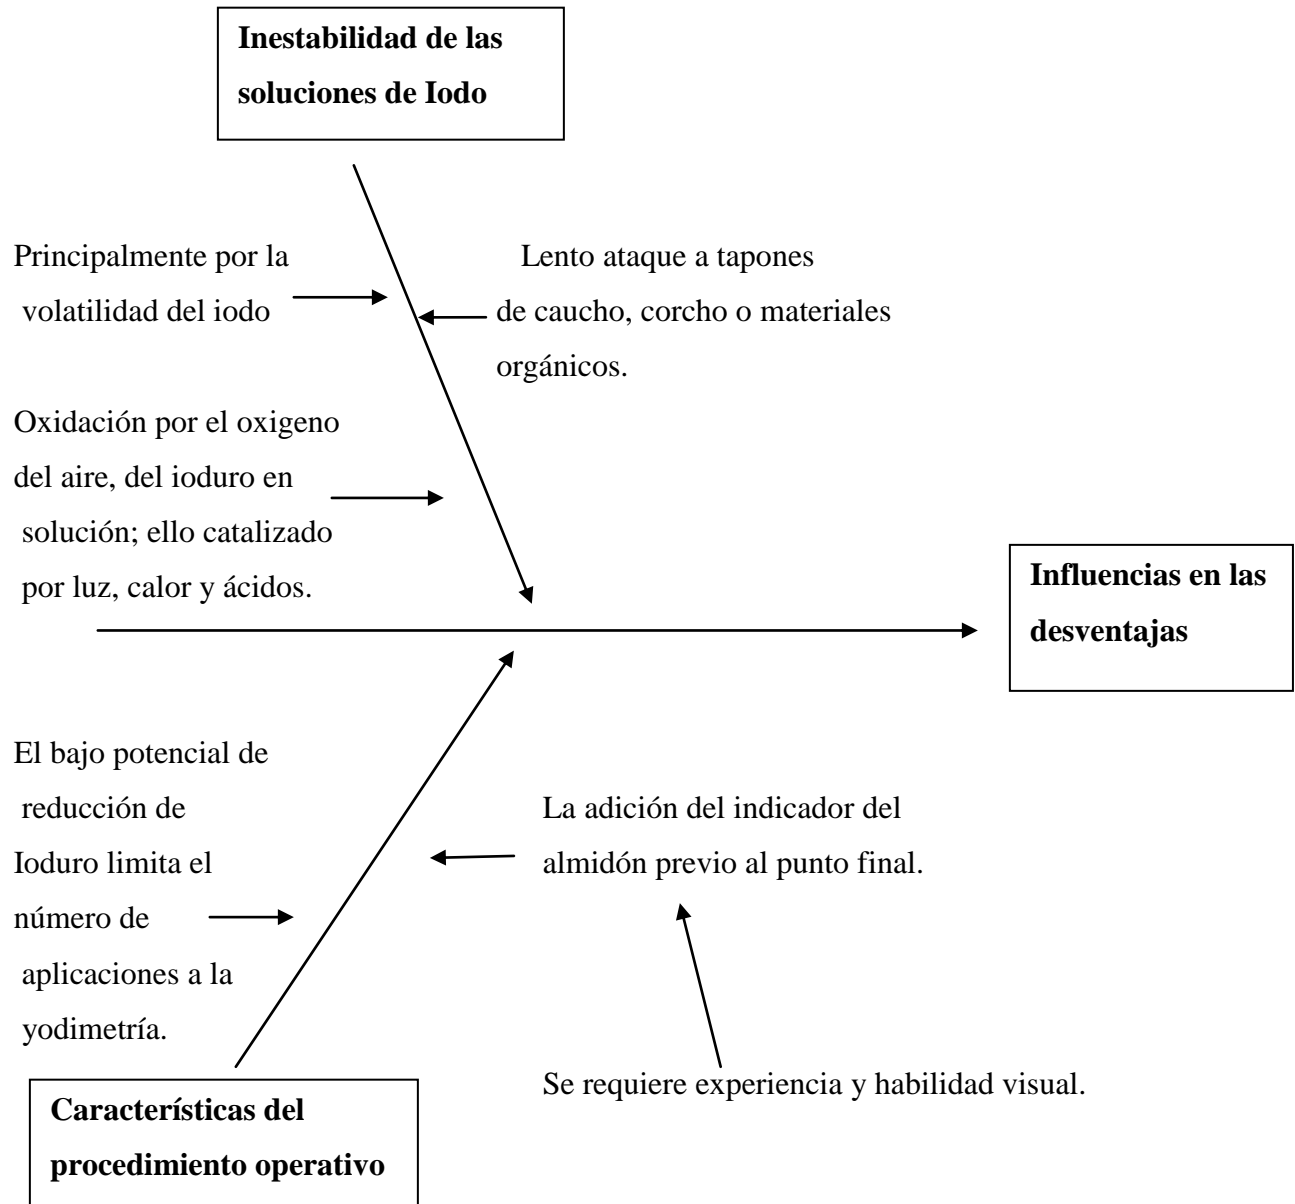 Inestabilidad de las
soluciones de Iodo
Principalmente por la
volatilidad del iodo
Lento ataque a tapones
de caucho, corcho o materiales
orgánicos.
Oxidación por el oxigeno
del aire, del ioduro en
solución; ello catalizado
por luz, calor y ácidos.
Influencias en las
desventajas
El bajo potencial de
reducción de
Ioduro limita el
número de
aplicaciones a la
yodimetría.
La adición del indicador del
almidón previo al punto final.
Se requiere experiencia y habilidad visual.
Características del
procedimiento operativo